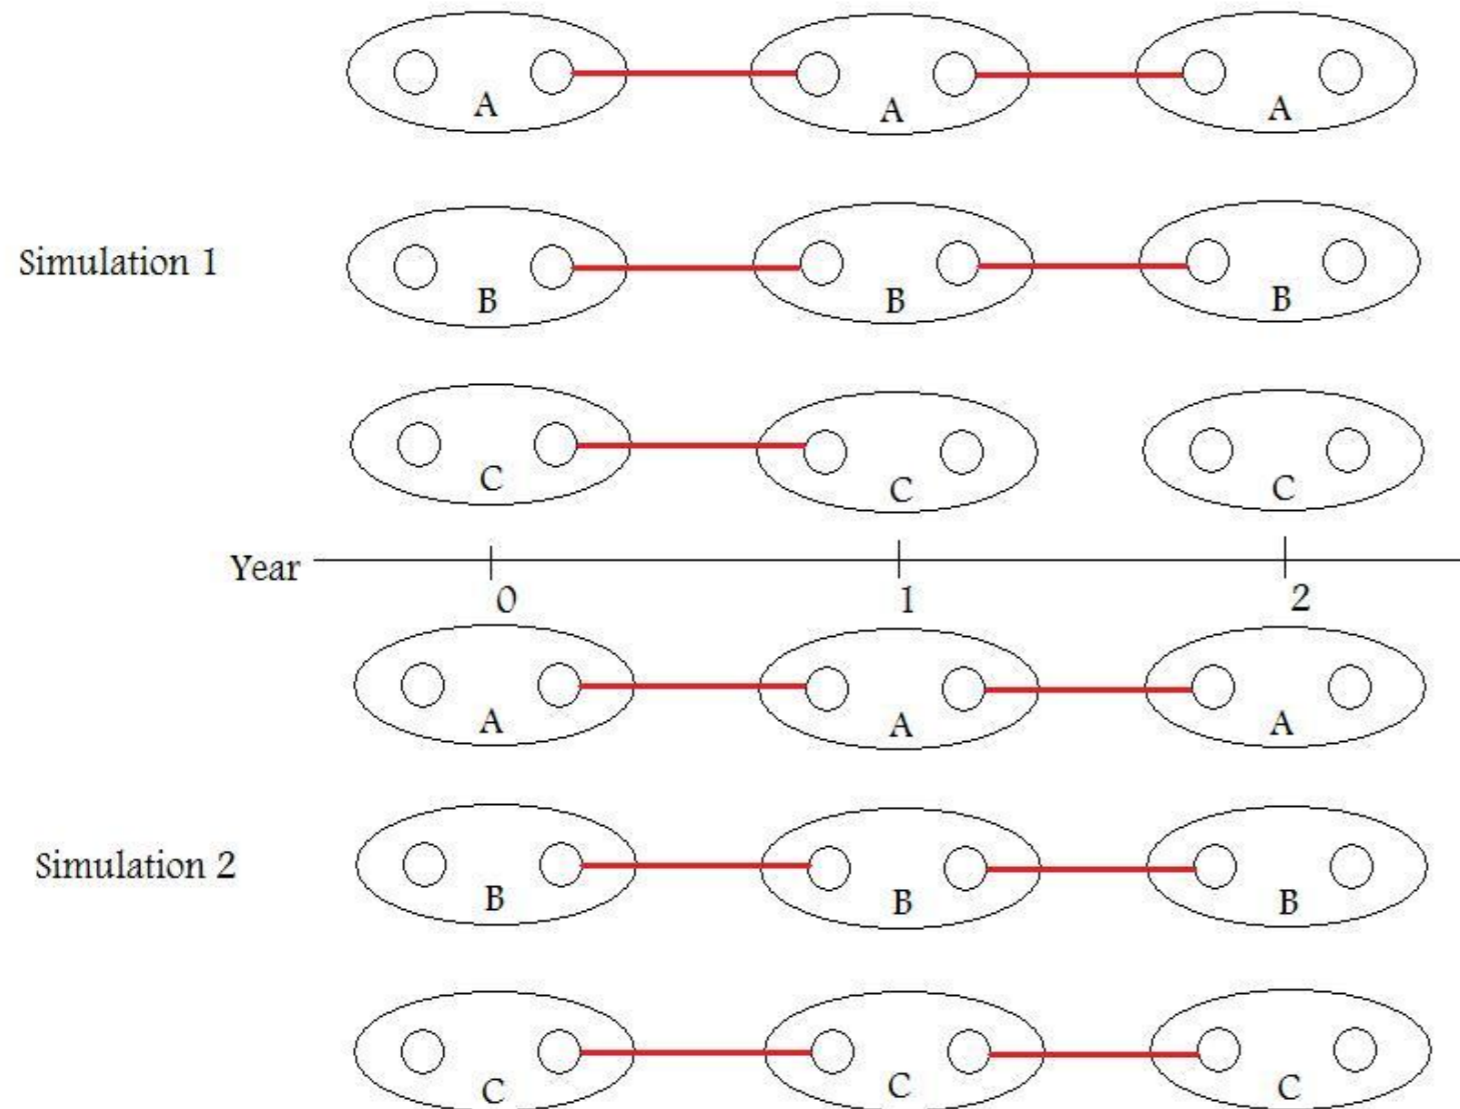 A A A
Simulation 1
B B B
C C C
Year
0 1 2
A A A
Simulation 2
B B B
C C C